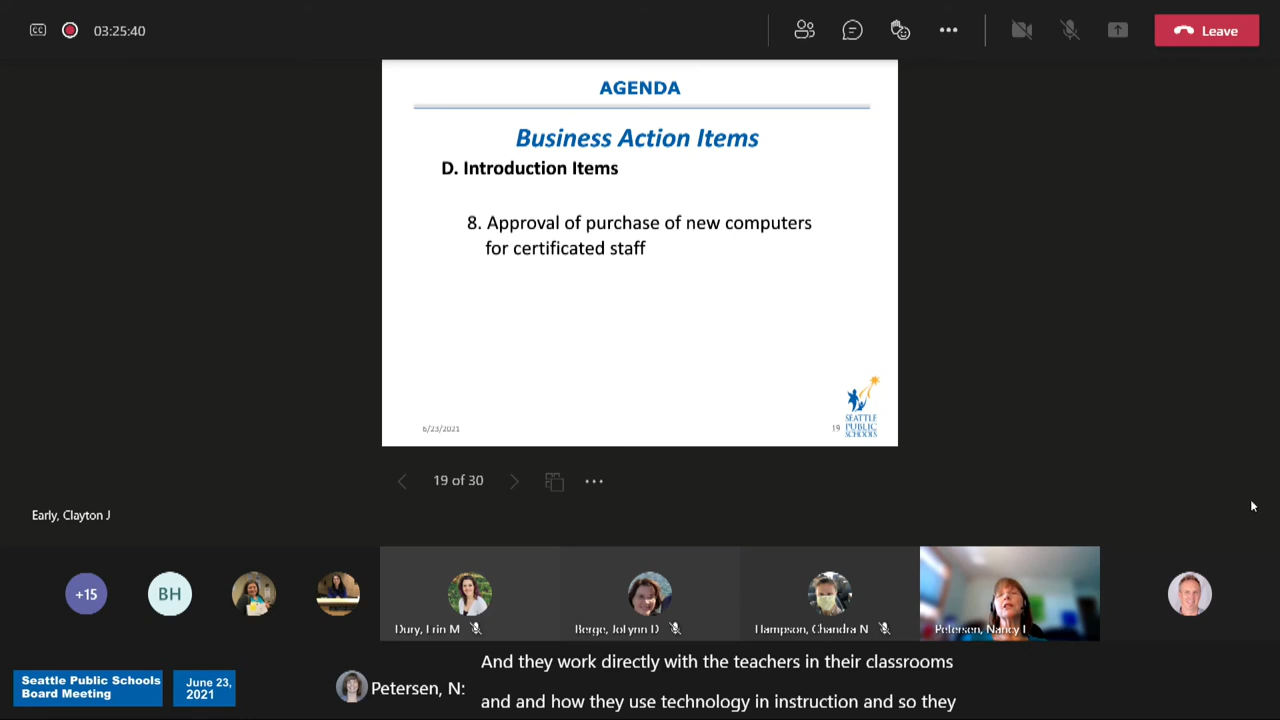 CC
03:25:40
Leave
AGENDA
Business Action Items
D. Introduction Items
8. Approval of purchase of new computers
for certificated staff
6/23/2021
19
SEATTLE
PUBLIC
SCHOOLS
19 of 30
Early, Clayton J
+15
BH
Dury, Erin M
Berge, JoLynn D
Hampson, Chandra N
Petersen, Nancy L
Seattle Public Schools
Board Meeting
June 23,
2021
Petersen, N:
And they work directly with the teachers in their classrooms
and and how they use technology in instruction and so they